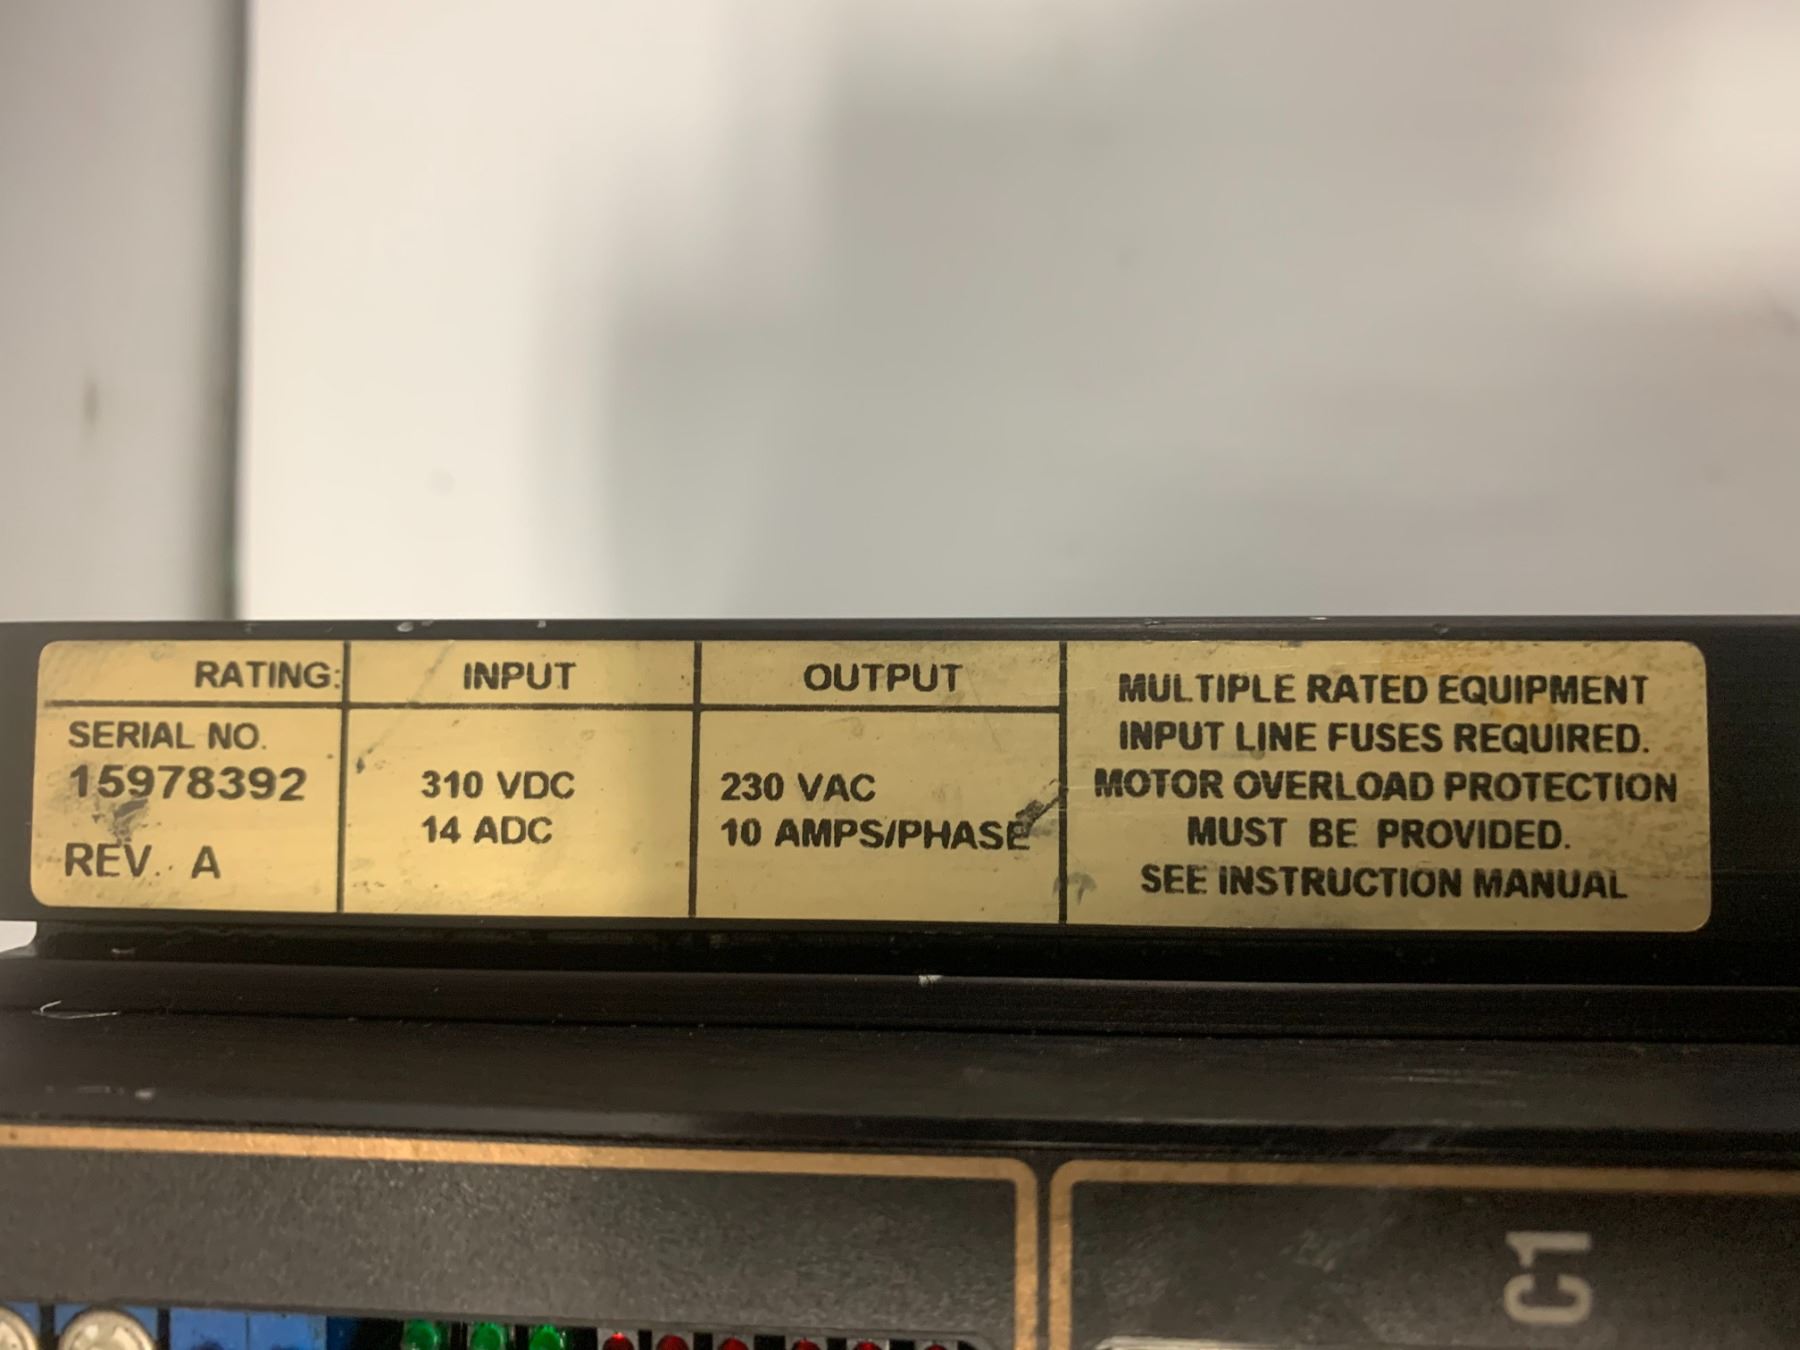 RATING:
INPUT
OUTPUT
SERIAL NO.
15978392
REV. A
310 VDC
14 ADC
230 VAC
10 AMPS/PHASE
MULTIPLE RATED EQUIPMENT
INPUT LINE FUSES REQUIRED.
MOTOR OVERLOAD PROTECTION
MUST BE PROVIDED.
SEE INSTRUCTION MANUAL
C1